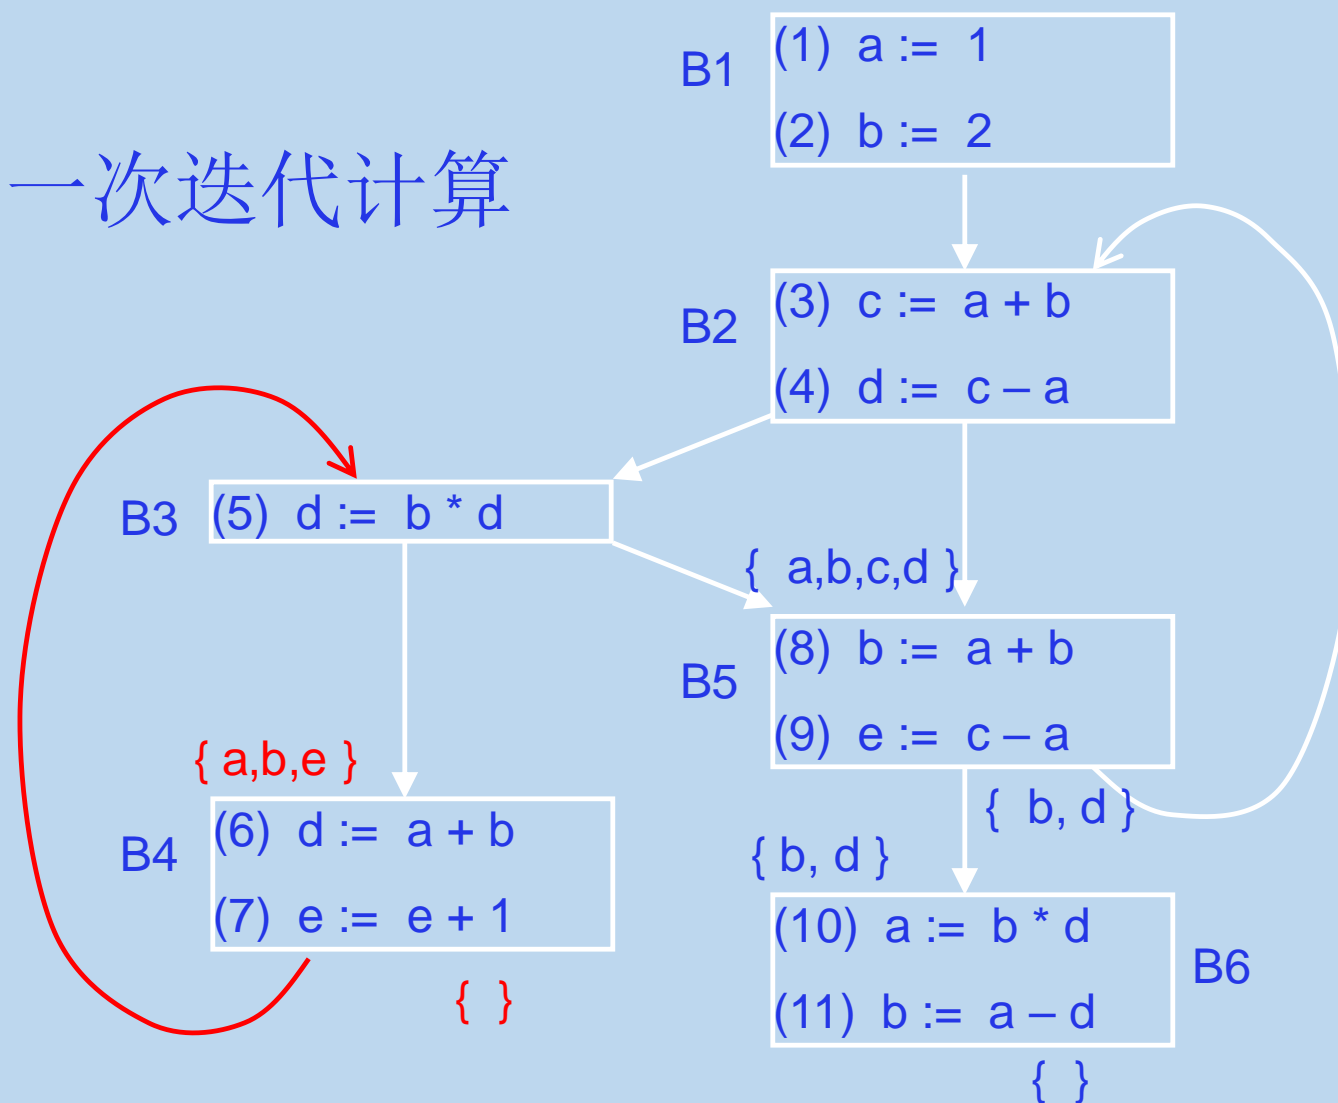 B1
(1) a := 1
(2) b := 2
一次迭代计算
B2
(3) c := a + b
(4) d := c – a
B3
(5) d := b * d
{ a,b,c,d }
B5
(8) b := a + b
(9) e := c – a
{ a,b,e }
{ b, d }
B4
(6) d := a + b
(7) e := e + 1
{ b, d }
(10) a := b * d
(11) b := a – d
B6
{ }
{ }